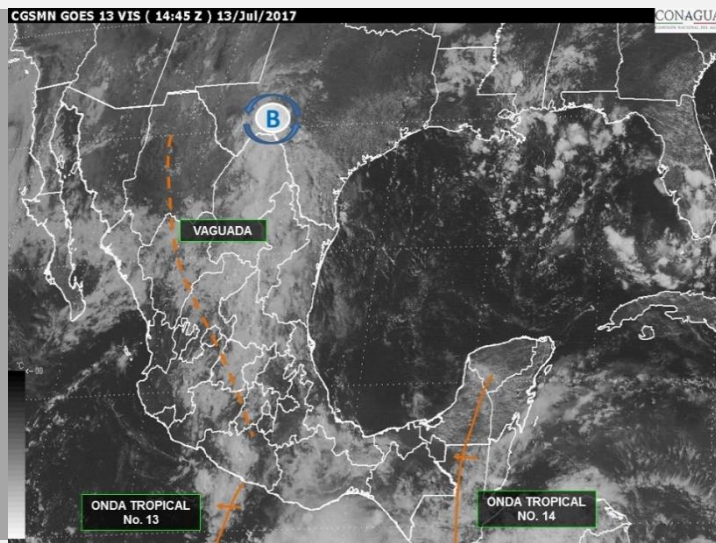 CGSMN GOES 13 VIS ( 14:45 Z ) 13/Jul/2017
CONAGUA
B
VAGUADA
ONDA TROPICAL
No. 13
ONDA TROPICAL
NO. 14